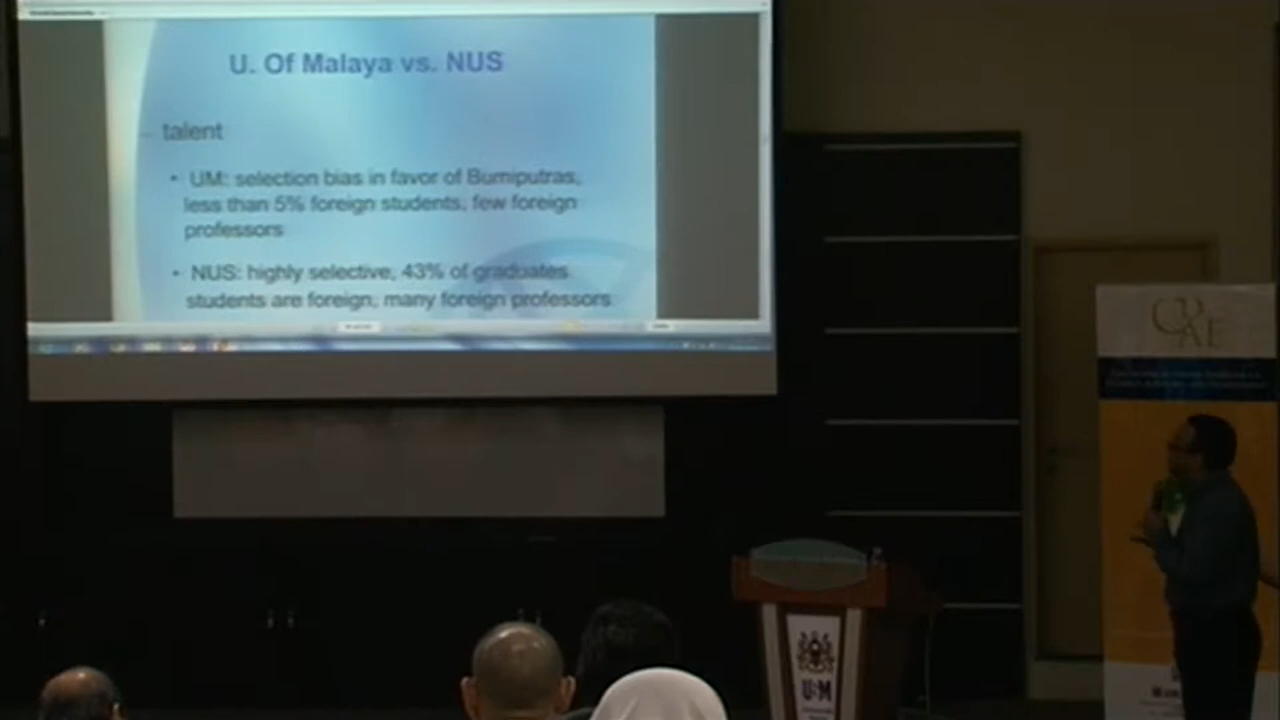 U. Of Malaya vs. NUS
– talent
• UM: selection bias in favor of Bumiputras,
less than 5% foreign students, few foreign
professors
• NUS: highly selective, 43% of graduates
students are foreign, many foreign professors